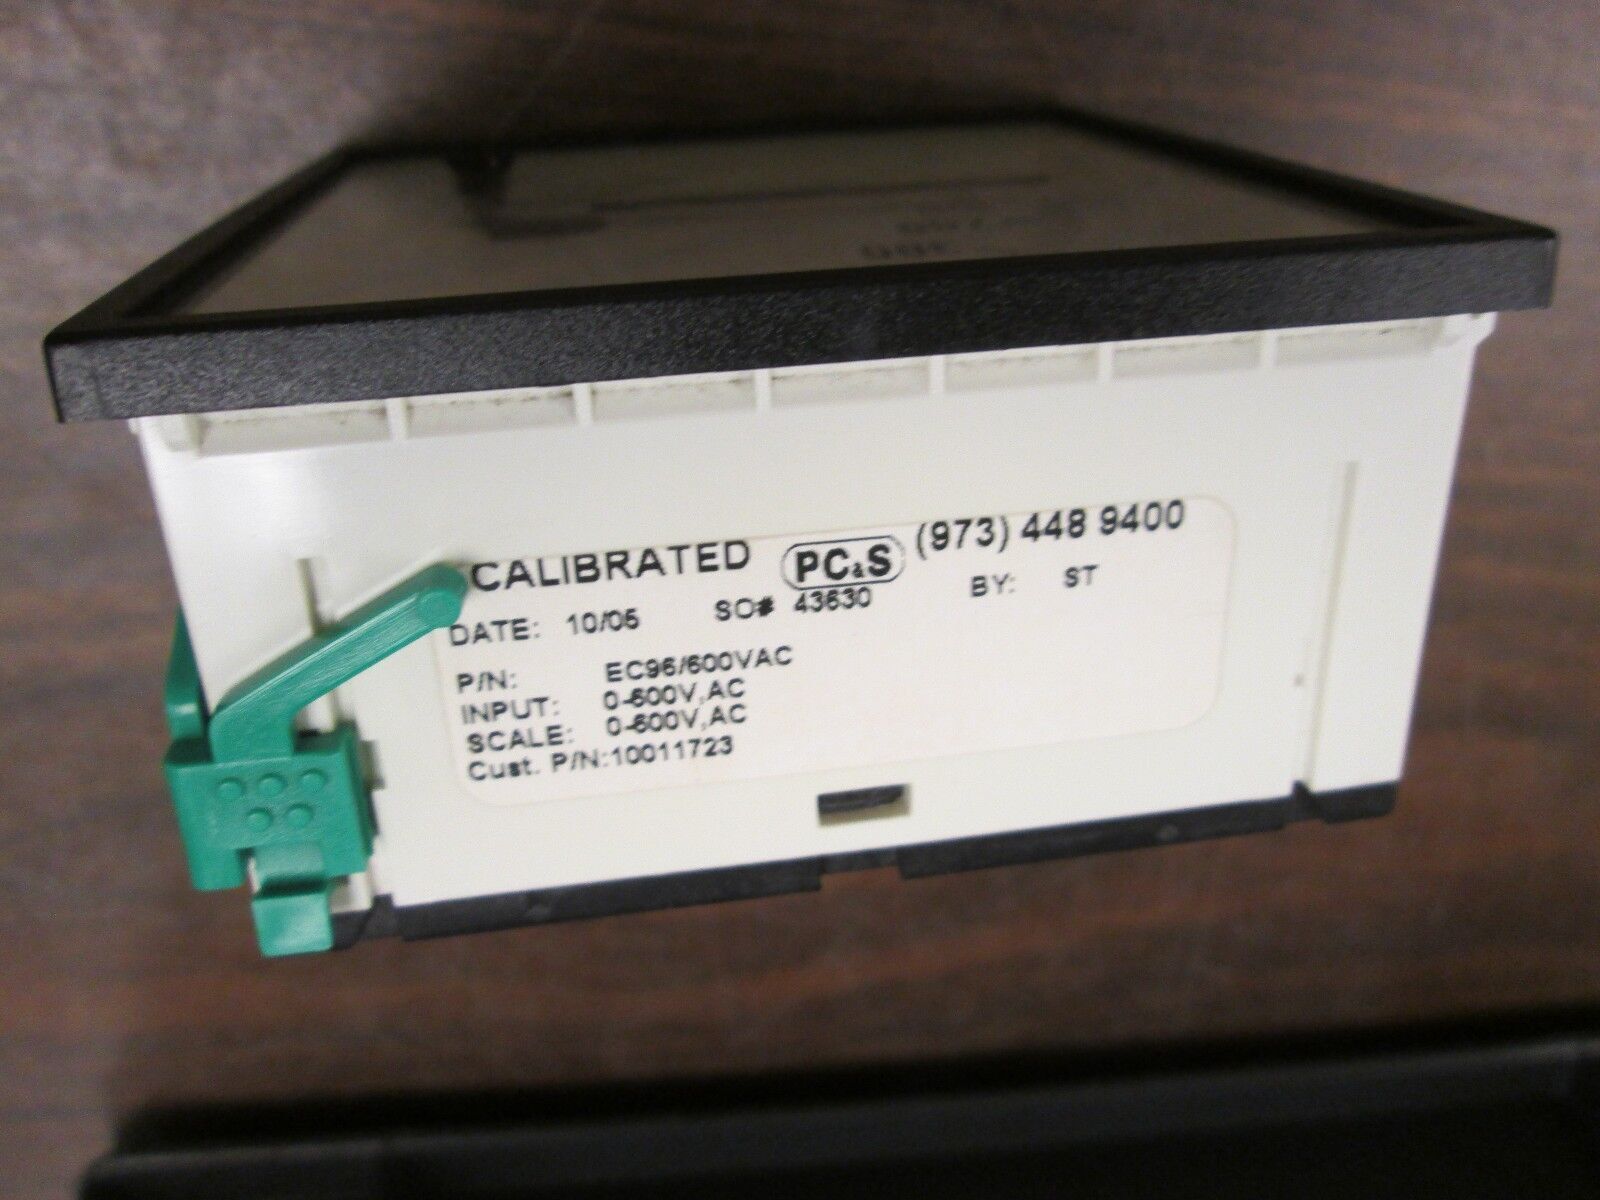 CALIBRATED PC&S (973) 448 9400
DATE: 10/05 SO# 43630 BY: ST
P/N: EC96/600VAC
INPUT: 0-600V,AC
SCALE: 0-600V,AC
Cust. P/N:10011723